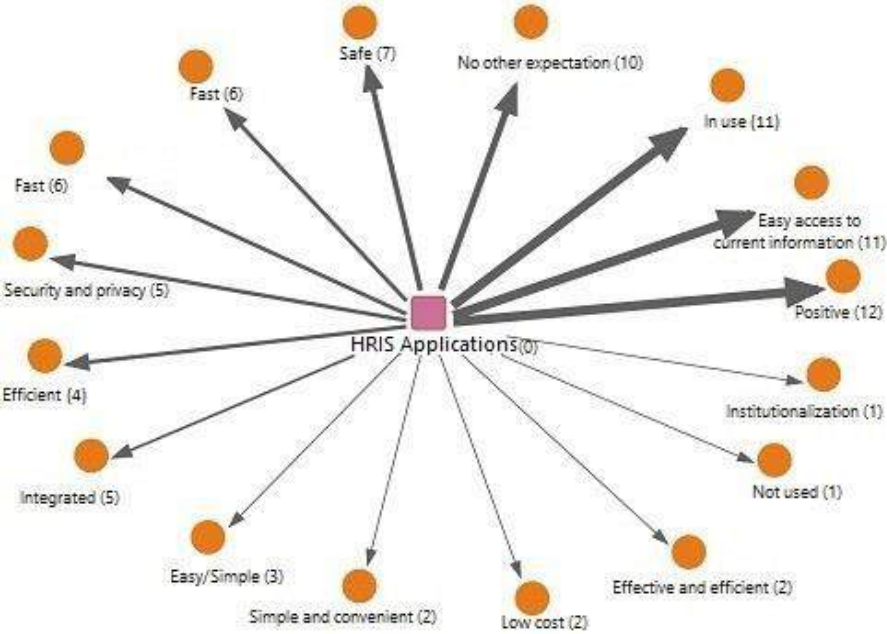 Safe (7)
No other expectation (10)
Fast (6)
In use (11)
Fast (6)
Easy access to
current information (11)
Security and privacy (5)
Positive (12)
HRIS Applications(0)
Efficient (4)
Institutionalization (1)
Integrated (5)
Not used (1)
Easy/Simple (3)
Effective and efficient (2)
Simple and convenient (2)
Low cost (2)